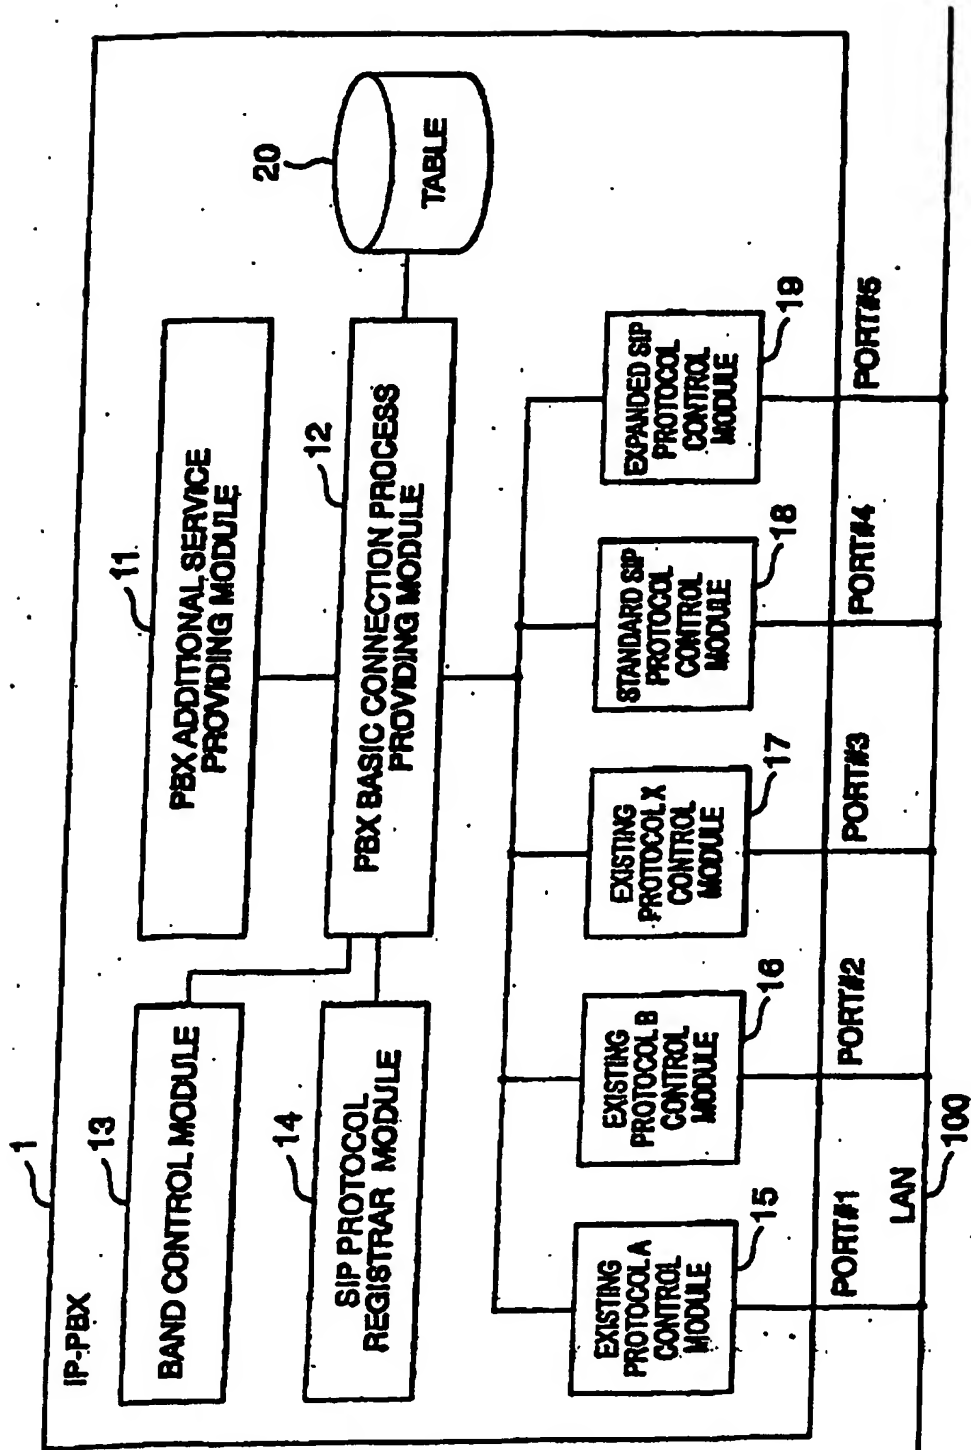 IP-PBX
1
13
BAND CONTROL MODULE
11
PBX ADDITIONAL SERVICE
PROVIDING MODULE
14
SIP PROTOCOL
REGISTRAR MODULE
12
PBX BASIC CONNECTION PROCESS
PROVIDING MODULE
20
TABLE
EXISTING
PROTOCOL A
CONTROL
MODULE
15
EXISTING
PROTOCOL B
CONTROL
MODULE
16
EXISTING
PROTOCOL X
CONTROL
MODULE
17
STANDARD SIP
PROTOCOL
CONTROL
MODULE
18
EXPANDED SIP
PROTOCOL
CONTROL
MODULE
19
PORT#1
PORT#2
PORT#3
PORT#4
PORT#5
LAN
100